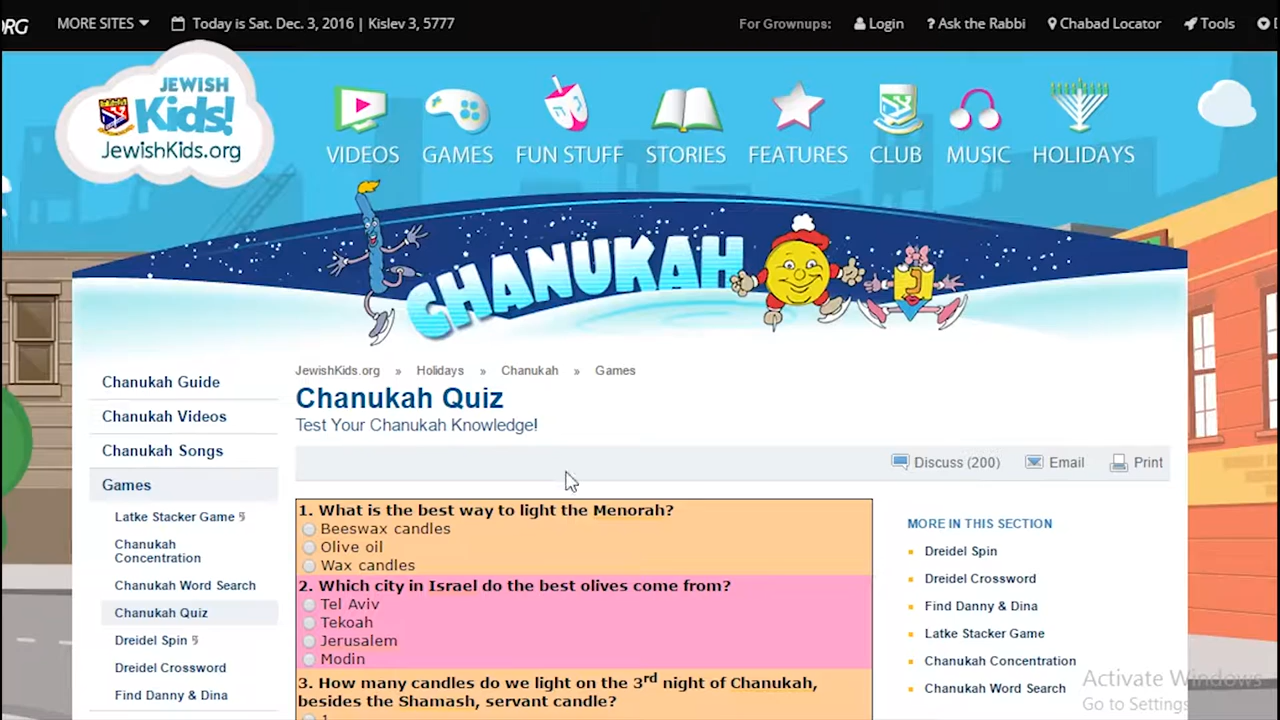 ORG
MORE SITES
Today is Sat. Dec. 3, 2016 | Kislev 3, 5777
For Grownups:
Login
? Ask the Rabbi
Chabad Locator
Tools
JEWISH
Kids!
JewishKids.org
VIDEOS
GAMES
FUN STUFF
STORIES
FEATURES
CLUB
MUSIC
HOLIDAYS
CHANUKAH
Chanukah Guide
Chanukah Videos
Chanukah Songs
Games
Latke Stacker Game
Chanukah
Concentration
Chanukah Word Search
Chanukah Quiz
Dreidel Spin
Dreidel Crossword
Find Danny & Dina
JewishKids.org » Holidays » Chanukah » Games
Chanukah Quiz
Test Your Chanukah Knowledge!
Discuss (200)
Email
Print
1. What is the best way to light the Menorah?
Beeswax candles
Olive oil
Wax candles
2. Which city in Israel do the best olives come from?
Tel Aviv
Tekoah
Jerusalem
Modin
3. How many candles do we light on the 3rd night of Chanukah,
besides the Shamash, servant candle?
1
MORE IN THIS SECTION
Dreidel Spin
Dreidel Crossword
Find Danny & Dina
Latke Stacker Game
Chanukah Concentration
Chanukah Word Search
Activate Windows
Go to Settings